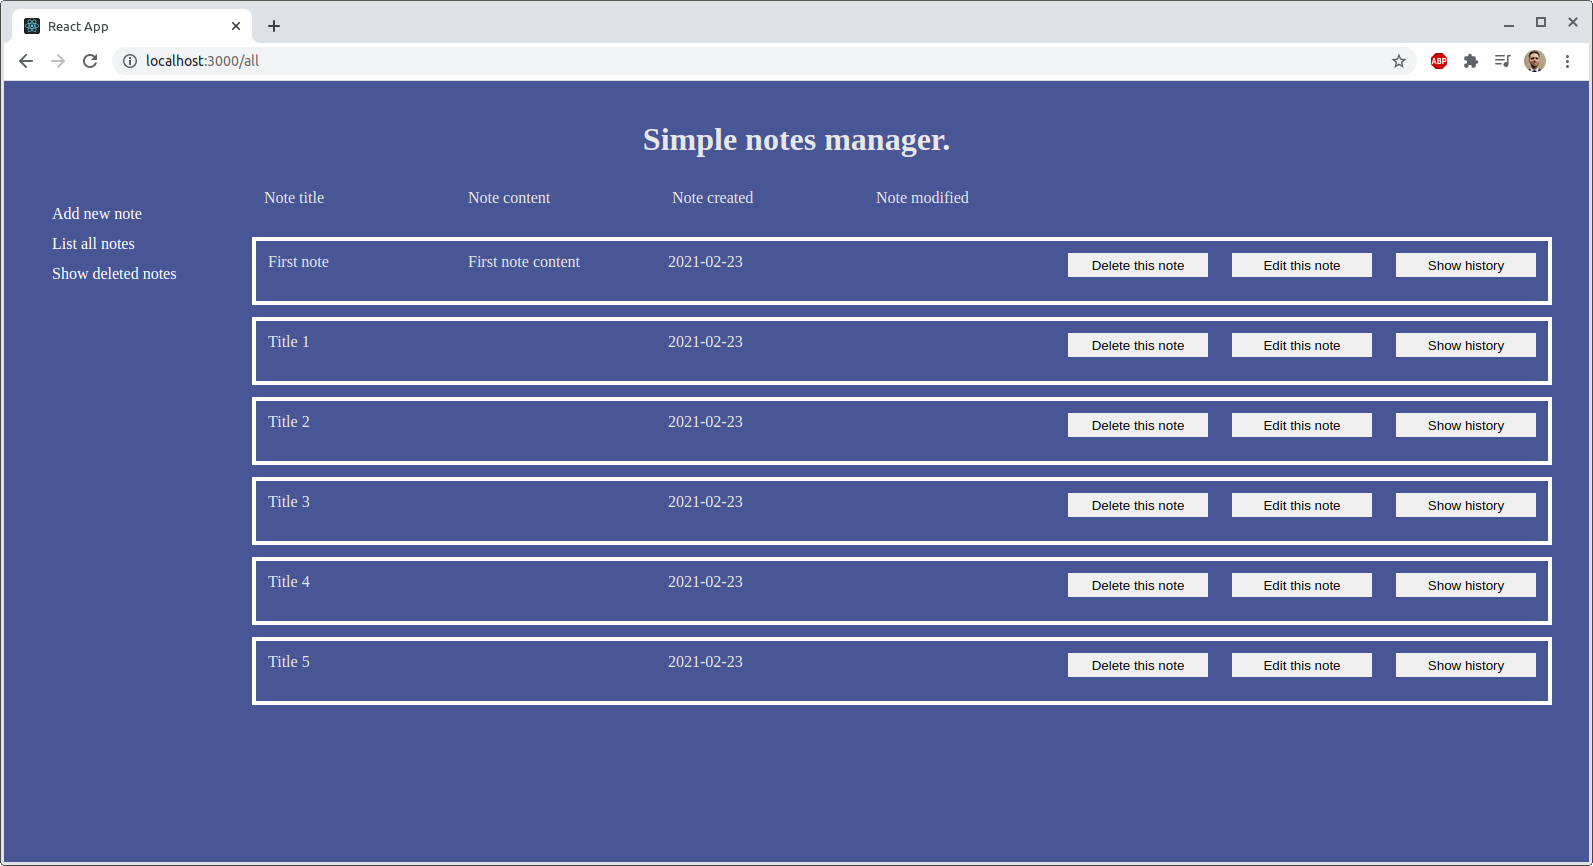 React App
localhost:3000/all
ABP
Simple notes manager.
Add new note
List all notes
Show deleted notes
Note title Note content Note created Note modified
First note First note content 2021-02-23 Delete this note Edit this note Show history
Title 1 2021-02-23 Delete this note Edit this note Show history
Title 2 2021-02-23 Delete this note Edit this note Show history
Title 3 2021-02-23 Delete this note Edit this note Show history
Title 4 2021-02-23 Delete this note Edit this note Show history
Title 5 2021-02-23 Delete this note Edit this note Show history